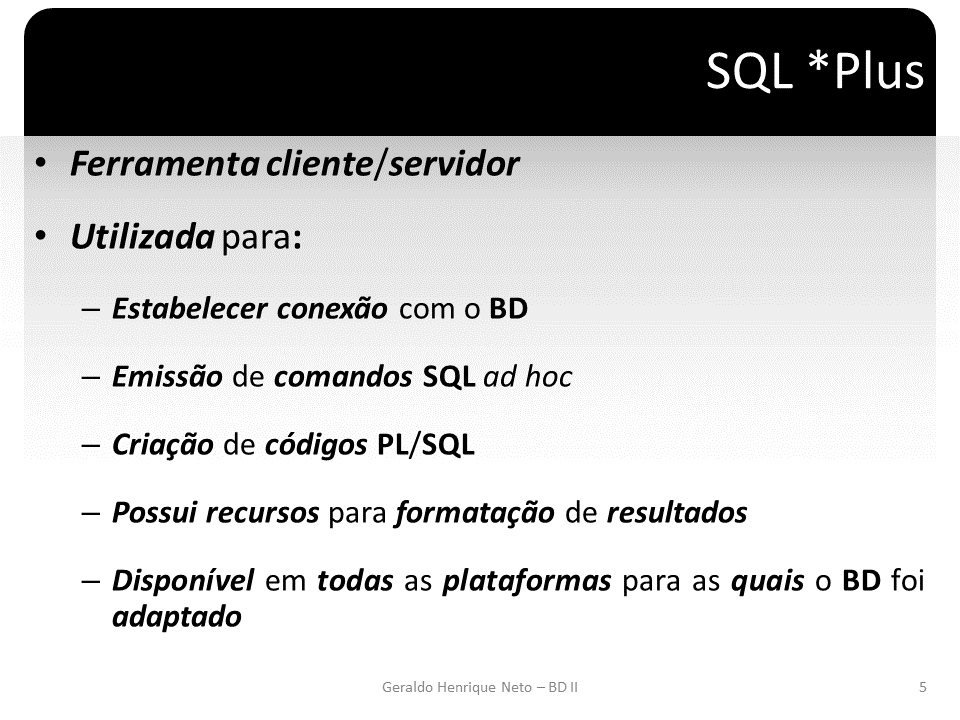 SQL *Plus
• Ferramenta cliente/servidor
• Utilizada para:
– Estabelecer conexão com o BD
– Emissão de comandos SQL ad hoc
– Criação de códigos PL/SQL
– Possui recursos para formatação de resultados
– Disponível em todas as plataformas para as quais o BD foi
adaptado
Geraldo Henrique Neto – BD II
5